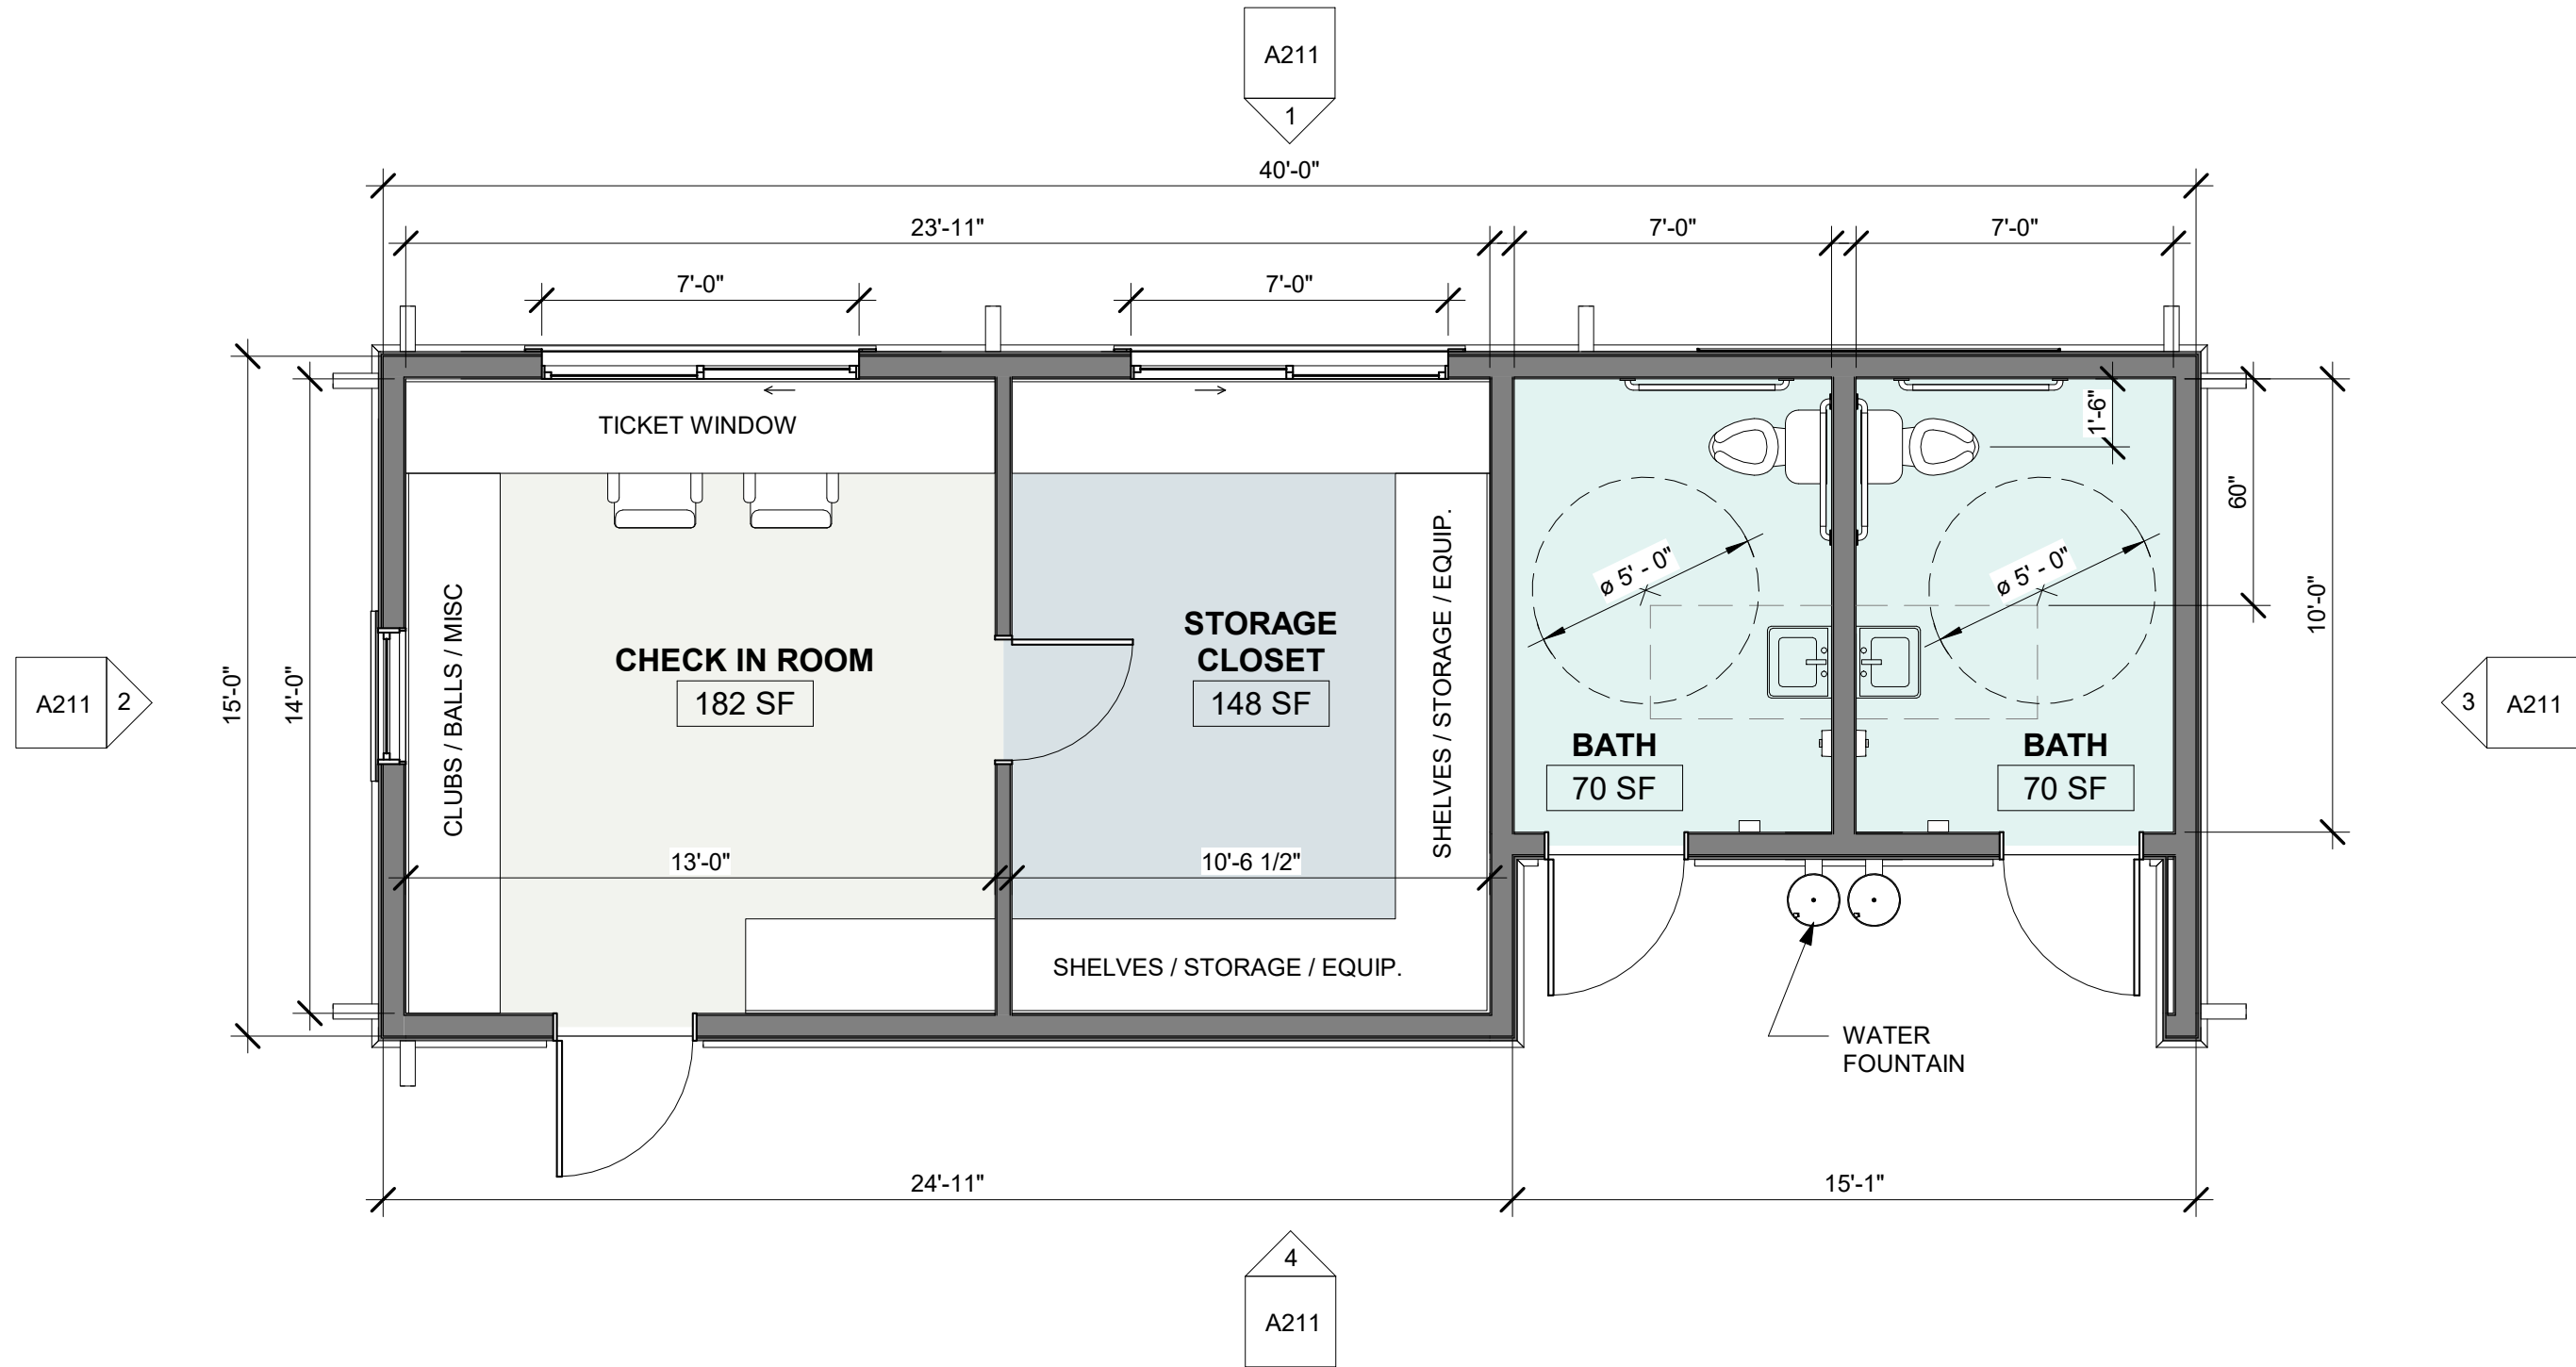 A211
1
40'-0"
23'-11"
7'-0"
7'-0"
7'-0"
7'-0"
TICKET WINDOW
1'-6"
60"
10'-0"
15'-0"
14'-0"
CLUBS / BALLS / MISC
CHECK IN ROOM
182 SF
STORAGE
CLOSET
148 SF
SHELVES / STORAGE / EQUIP.
ø 5' - 0"
ø 5' - 0"
A211
2
3
A211
BATH
70 SF
BATH
70 SF
13'-0"
10'-6 1/2"
SHELVES / STORAGE / EQUIP.
WATER
FOUNTAIN
24'-11"
15'-1"
4
A211